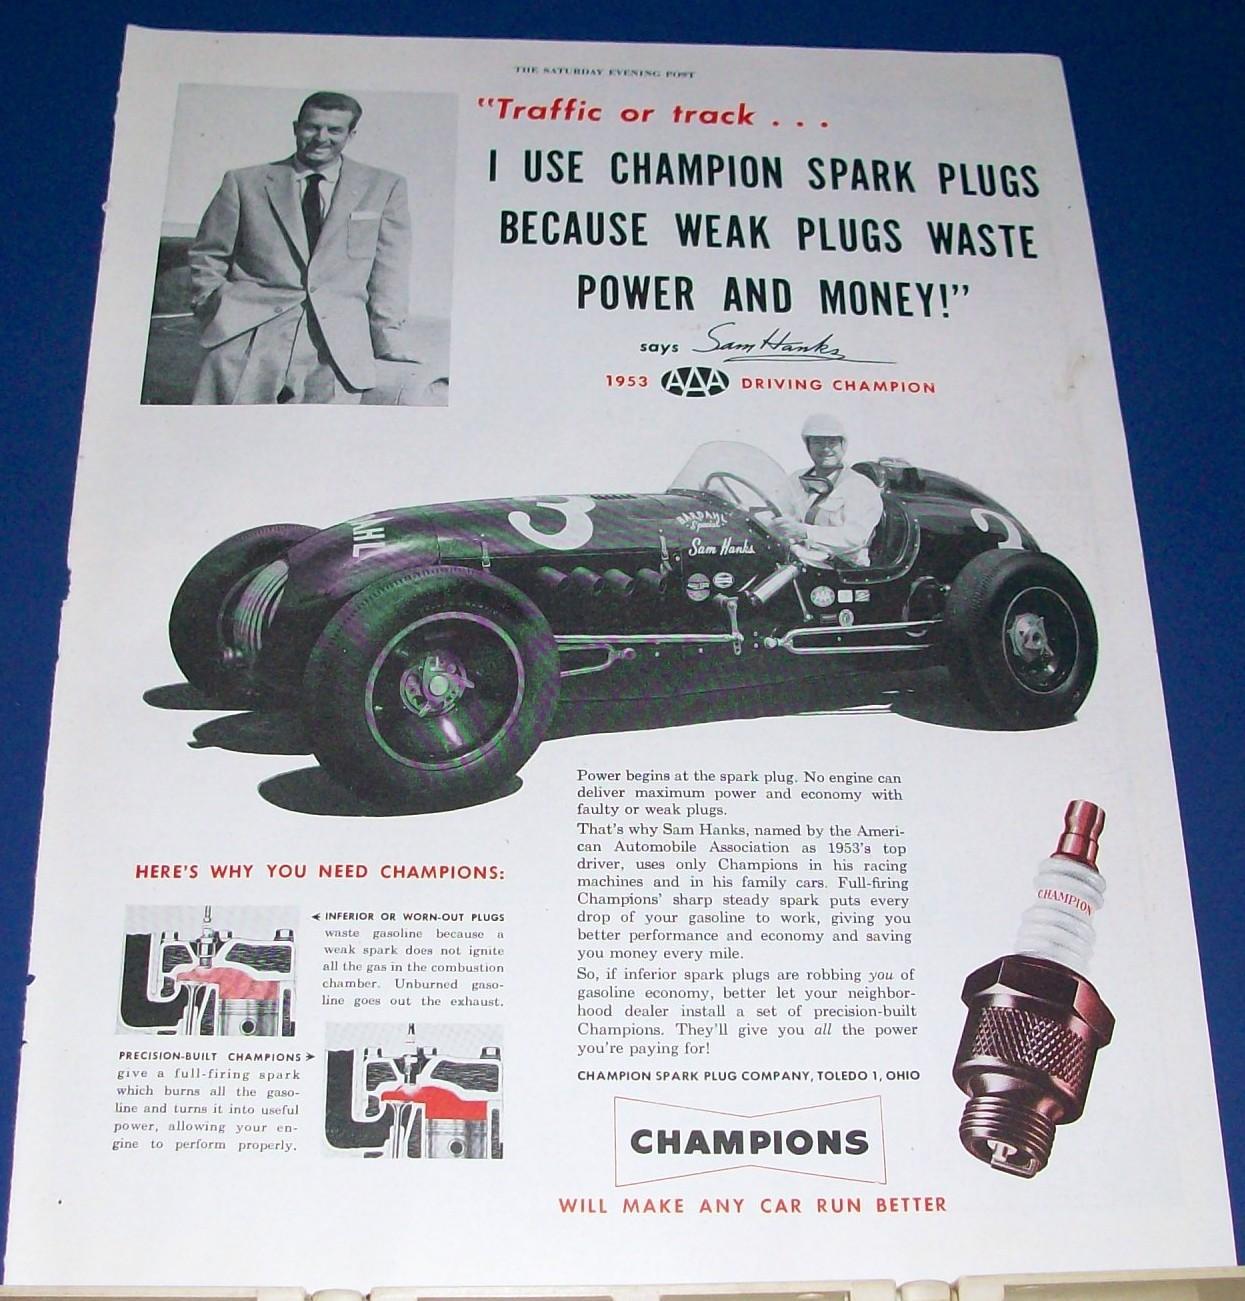 THE SATURDAY EVENING POST
"Traffic or track . . .
I USE CHAMPION SPARK PLUGS
BECAUSE WEAK PLUGS WASTE
POWER AND MONEY!"
says Sam Hanks
1953 AAA DRIVING CHAMPION
AHL
3
BARDAHL
Special
Sam Hanks
2
Power begins at the spark plug. No engine can
deliver maximum power and economy with
faulty or weak plugs.
That's why Sam Hanks, named by the Ameri-
can Automobile Association as 1953's top
driver, uses only Champions in his racing
machines and in his family cars. Full-firing
Champions' sharp steady spark puts every
drop of your gasoline to work, giving you
better performance and economy and saving
you money every mile.
So, if inferior spark plugs are robbing you of
gasoline economy, better let your neighbor-
hood dealer install a set of precision-built
Champions. They'll give you all the power
you're paying for!
CHAMPION SPARK PLUG COMPANY, TOLEDO 1, OHIO
HERE'S WHY YOU NEED CHAMPIONS:
INFERIOR OR WORN-OUT PLUGS
waste gasoline because a
weak spark does not ignite
all the gas in the combustion
chamber. Unburned gaso-
line goes out the exhaust.
PRECISION-BUILT CHAMPIONS
give a full-firing spark
which burns all the gaso-
line and turns it into useful
power, allowing your en-
gine to perform properly.
CHAMPION
CHAMPIONS
WILL MAKE ANY CAR RUN BETTER